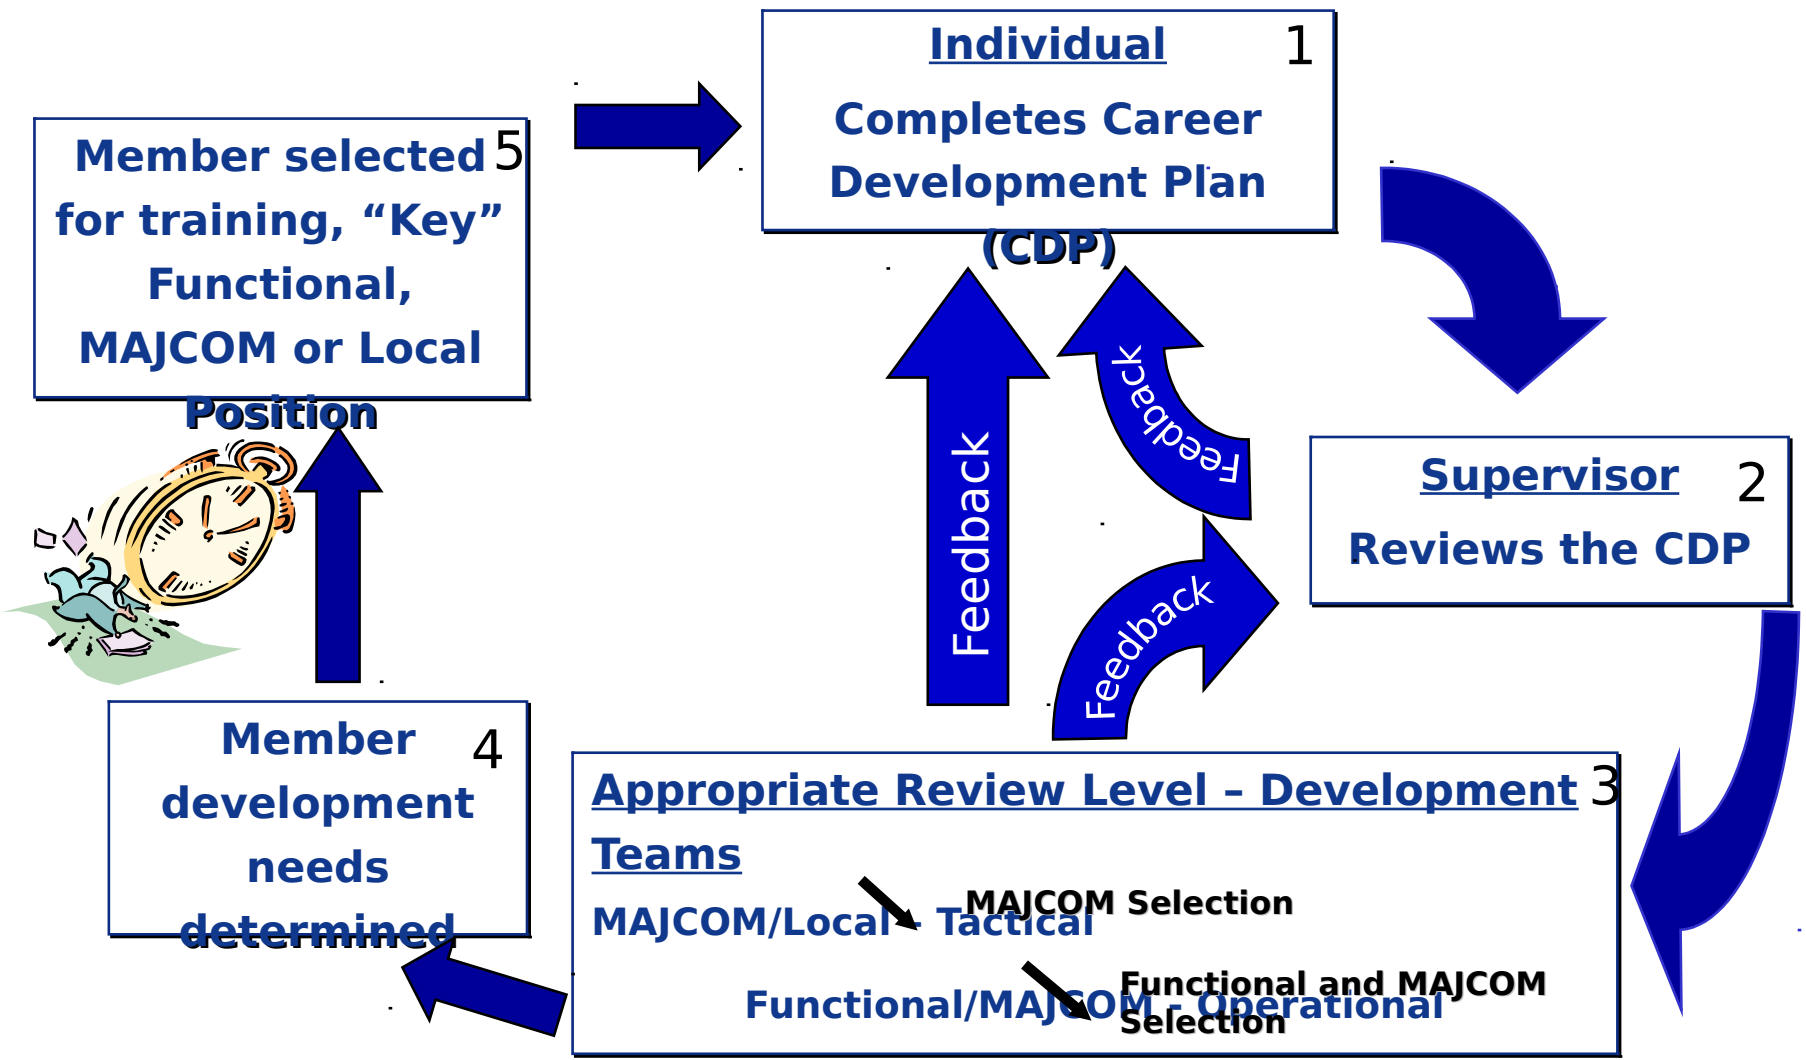 Individual
1
Completes Career
Development Plan
(CDP)
Member selected
5
for training, “Key”
Functional,
MAJCOM or Local
Position
Feedback
Feedback
Feedback
Supervisor
2
Reviews the CDP
Member
4
development
needs
determined
Appropriate Review Level – Development
3
Teams
MAJCOM/Local - Tactical
MAJCOM Selection
Functional/MAJCOM - Operational
Functional and MAJCOM
Selection